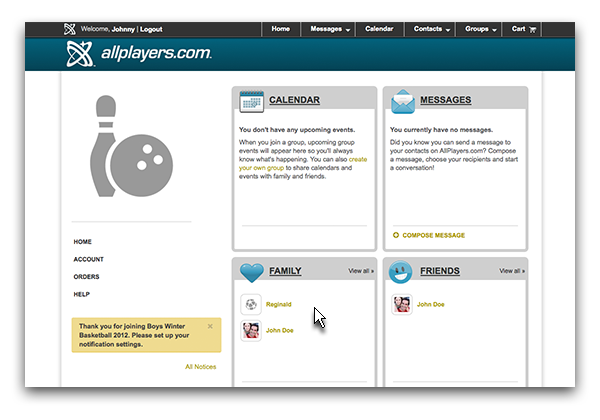 Welcome, Johnny | Logout
Home Messages Calendar Contacts Groups Cart
allplayers.com
CALENDAR
You don't have any upcoming events.
When you join a group, upcoming group
events will appear here so you'll always
know what's happening. You can also create
your own group to share calendars and
events with family and friends.
MESSAGES
You currently have no messages.
Did you know you can send a message to
your contacts on AllPlayers.com? Compose
a message, choose your recipients and start
a conversation!
COMPOSE MESSAGE
HOME
ACCOUNT
ORDERS
HELP
Thank you for joining Boys Winter
Basketball 2012. Please set up your
notification settings.
×
All Notices
FAMILY
View all »
Reginald
John Doe
FRIENDS
View all »
John Doe